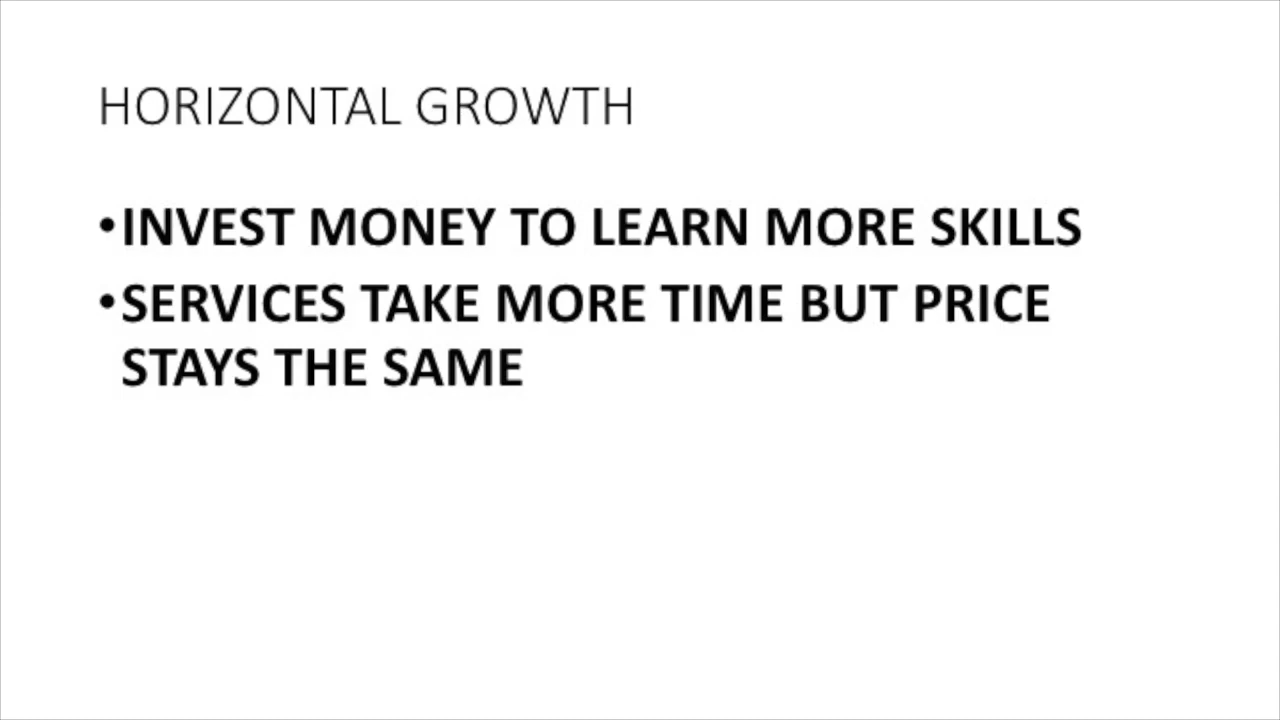 HORIZONTAL GROWTH
•INVEST MONEY TO LEARN MORE SKILLS
•SERVICES TAKE MORE TIME BUT PRICE
STAYS THE SAME